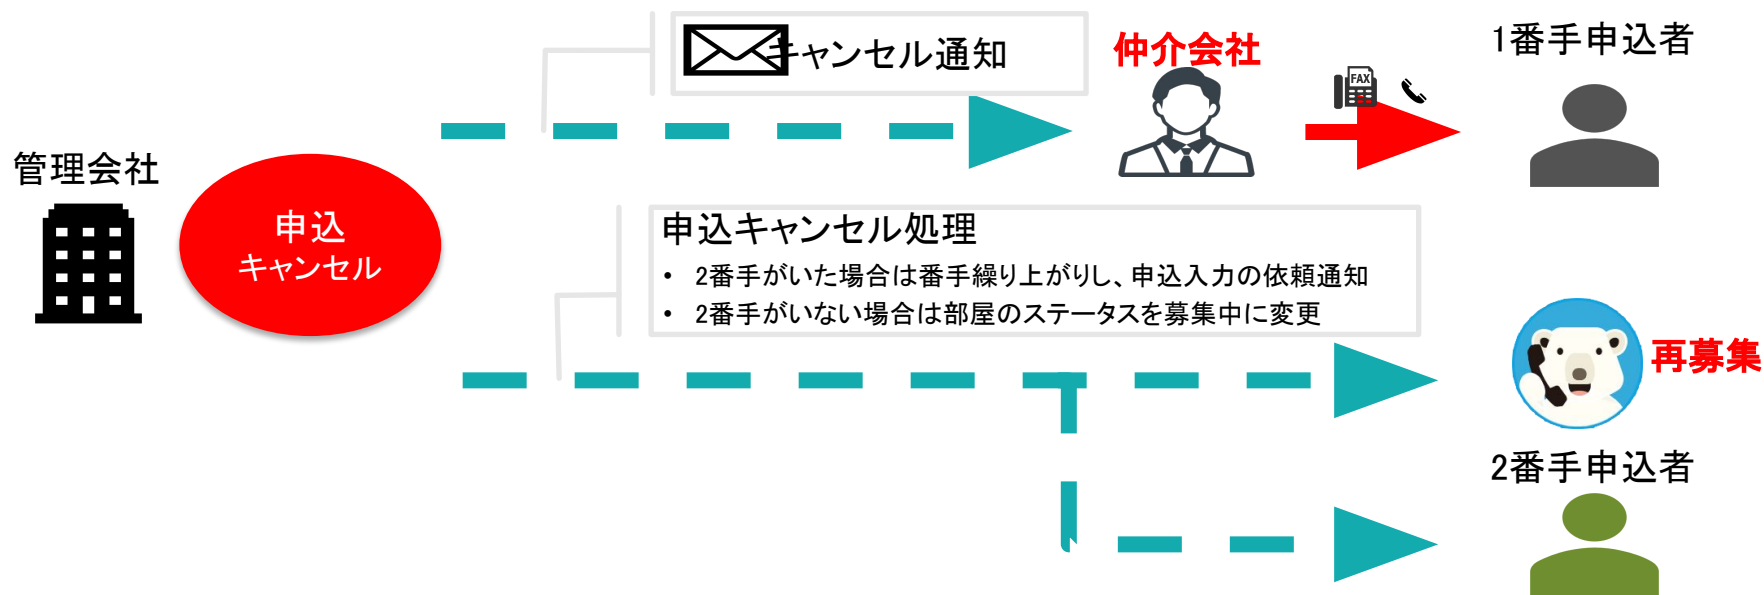 キャンセル通知
仲介会社
1番手申込者
FAX
管理会社
申込
キャンセル
申込キャンセル処理
• 2番手がいた場合は番手繰り上がりし、申込入力の依頼通知
• 2番手がいない場合は部屋のステータスを募集中に変更
再募集
2番手申込者